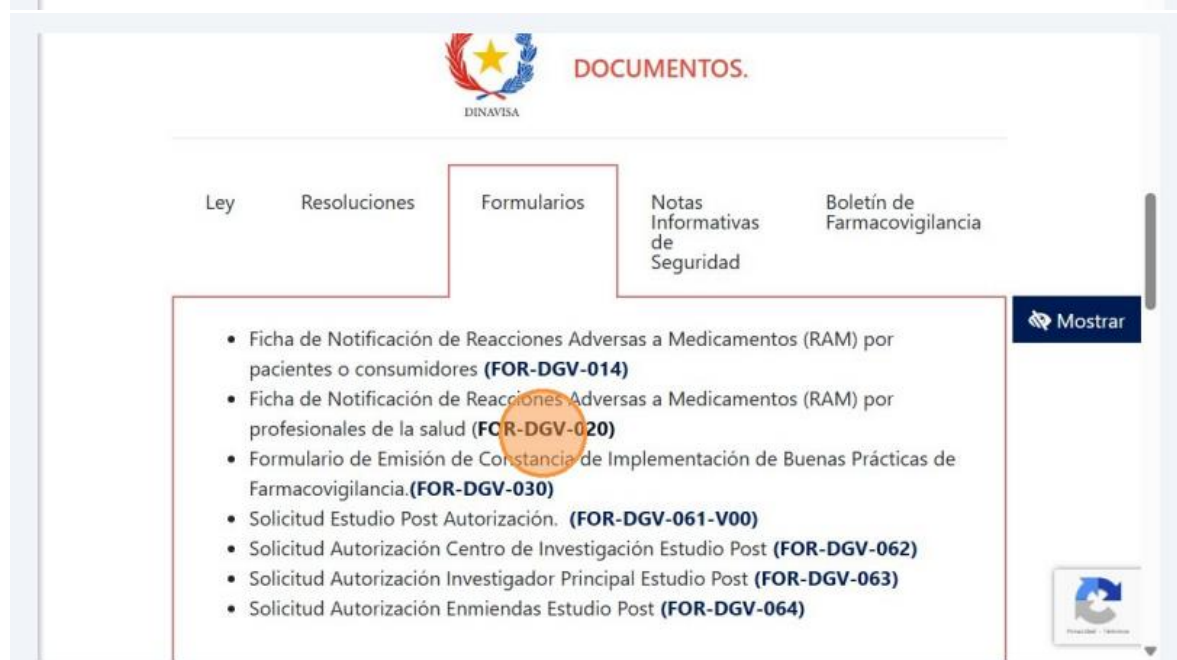 DINAVISA
DOCUMENTOS.
Ley
Resoluciones
Formularios
Notas
Informativas
de
Seguridad
Boletín de
Farmacovigilancia
Mostrar
• Ficha de Notificación de Reacciones Adversas a Medicamentos (RAM) por
pacientes o consumidores (FOR-DGV-014)
• Ficha de Notificación de Reacciones Adversas a Medicamentos (RAM) por
profesionales de la salud (FOR-DGV-020)
• Formulario de Emisión de Constancia de Implementación de Buenas Prácticas de
Farmacovigilancia.(FOR-DGV-030)
• Solicitud Estudio Post Autorización. (FOR-DGV-061-V00)
• Solicitud Autorización Centro de Investigación Estudio Post (FOR-DGV-062)
• Solicitud Autorización Investigador Principal Estudio Post (FOR-DGV-063)
• Solicitud Autorización Enmiendas Estudio Post (FOR-DGV-064)